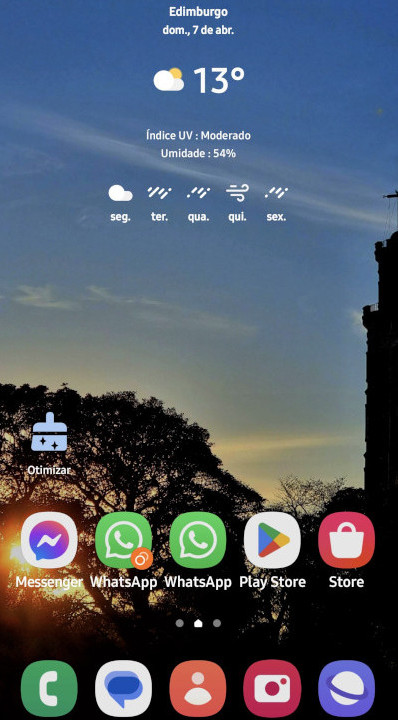 Edimburgo
dom., 7 de abr.
13°
Índice UV : Moderado
Umidade : 54%
seg. ter. qua. qui. sex.
Otimizar
Messenger WhatsApp WhatsApp Play Store Store